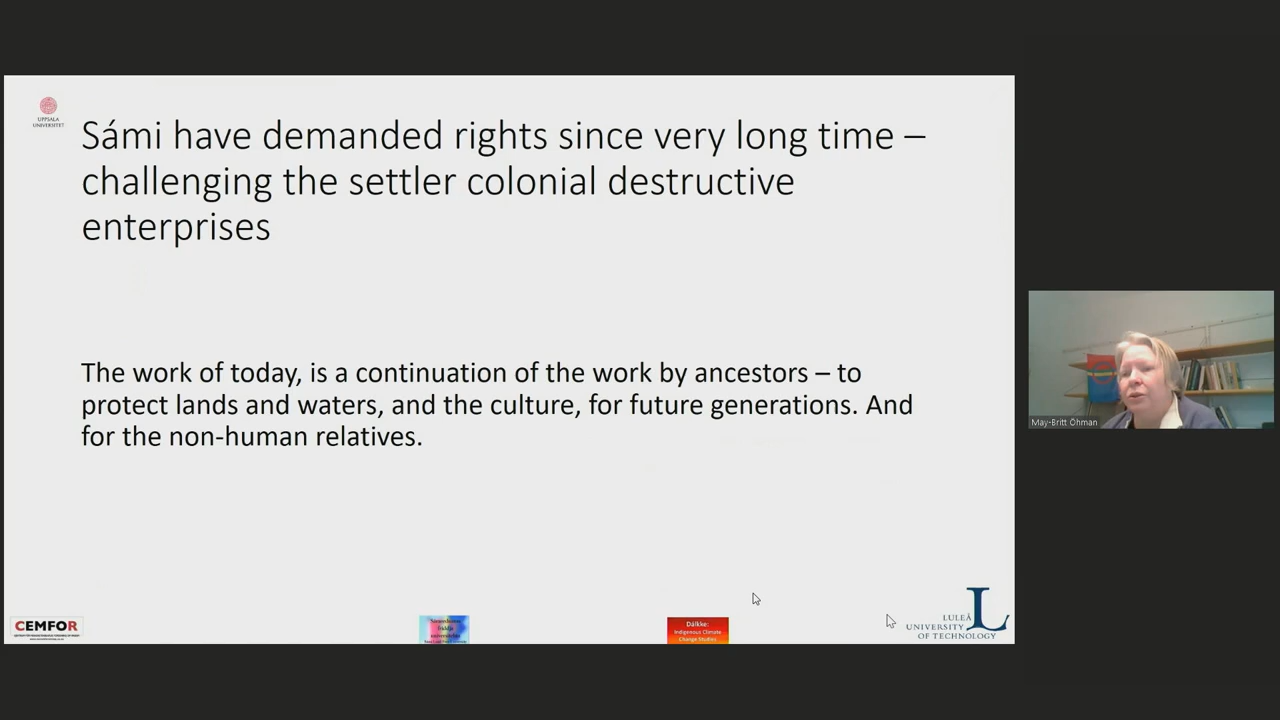 UPPSALA
UNIVERSITET
Sámi have demanded rights since very long time –
challenging the settler colonial destructive
enterprises
The work of today, is a continuation of the work by ancestors – to
protect lands and waters, and the culture, for future generations. And
for the non-human relatives.
May-Britt Öhman
CEMFOR
Dálkke:
Indigenous Climate
Change Studies
LULEÅ
UNIVERSITY
OF TECHNOLOGY
L